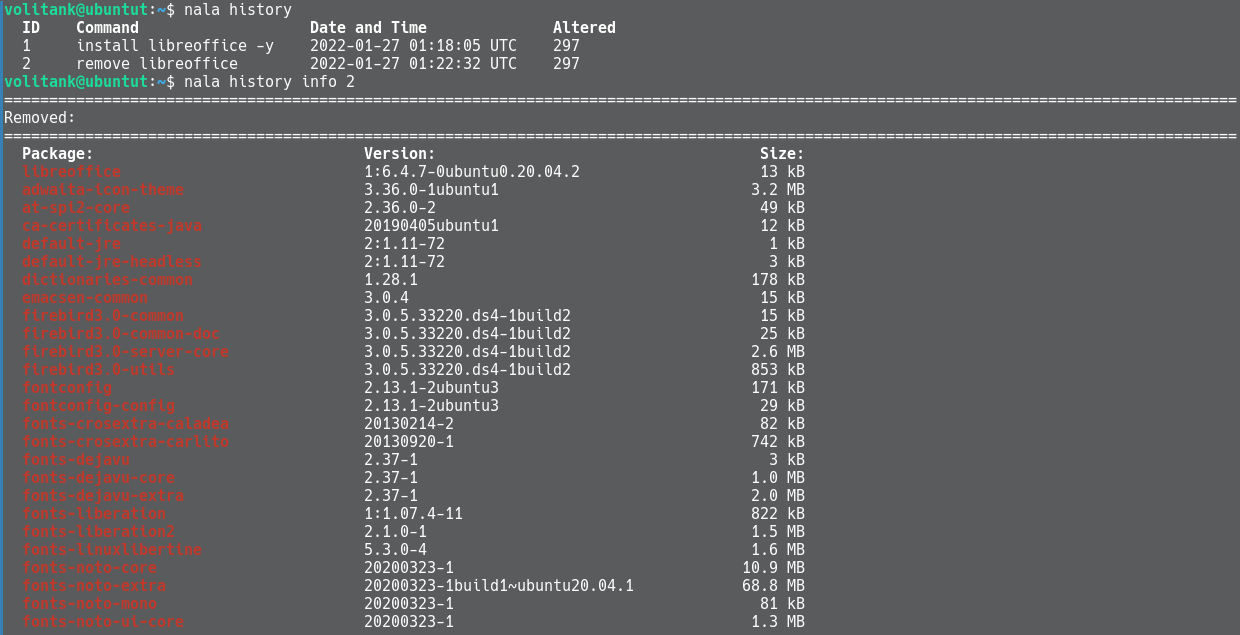 volitank@ubuntut:~$ nala history
ID Command Date and Time Altered
1 install libreoffice -y 2022-01-27 01:18:05 UTC 297
2 remove libreoffice 2022-01-27 01:22:32 UTC 297
volitank@ubuntut:~$ nala history info 2
=========================================================================================================================================
Removed:
=========================================================================================================================================
Package: Version: Size:
libreoffice 1:6.4.7-0ubuntu0.20.04.2 13 kB
adwaita-icon-theme 3.36.0-1ubuntu1 3.2 MB
at-spi2-core 2.36.0-2 49 kB
ca-certificates-java 20190405ubuntu1 12 kB
default-jre 2:1.11-72 1 kB
default-jre-headless 2:1.11-72 3 kB
dictionaries-common 1.28.1 178 kB
emacsen-common 3.0.4 15 kB
firebird3.0-common 3.0.5.33220.ds4-1build2 15 kB
firebird3.0-common-doc 3.0.5.33220.ds4-1build2 25 kB
firebird3.0-server-core 3.0.5.33220.ds4-1build2 2.6 MB
firebird3.0-utils 3.0.5.33220.ds4-1build2 853 kB
fontconfig 2.13.1-2ubuntu3 171 kB
fontconfig-config 2.13.1-2ubuntu3 29 kB
fonts-crosextra-caladea 20130214-2 82 kB
fonts-crosextra-carlito 20130920-1 742 kB
fonts-dejavu 2.37-1 3 kB
fonts-dejavu-core 2.37-1 1.0 MB
fonts-dejavu-extra 2.37-1 2.0 MB
fonts-liberation 1:1.07.4-11 822 kB
fonts-liberation2 2.1.0-1 1.5 MB
fonts-linuxlibertine 5.3.0-4 1.6 MB
fonts-noto-core 20200323-1 10.9 MB
fonts-noto-extra 20200323-1build1~ubuntu20.04.1 68.8 MB
fonts-noto-mono 20200323-1 81 kB
fonts-noto-ui-core 20200323-1 1.3 MB